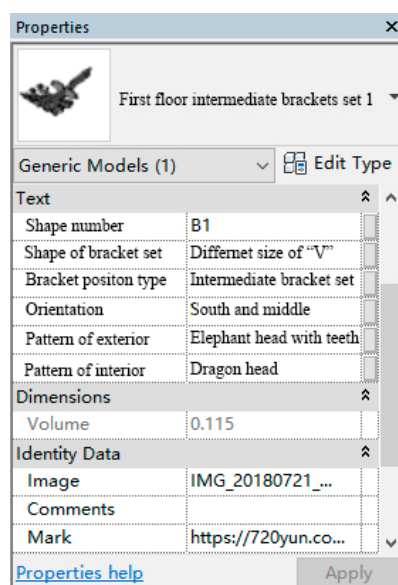 Properties
First floor intermediate brackets set 1
Generic Models (1) Edit Type
Text
Shape number B1
Shape of bracket set Differnet size of “V”
Bracket positon type Intermediate bracket set
Orientation South and middle
Pattern of exterior Elephant head with teeth
Pattern of interior Dragon head
Dimensions
Volume 0.115
Identity Data
Image IMG_20180721_...
Comments
Mark https://720yun.co...
Properties help Apply